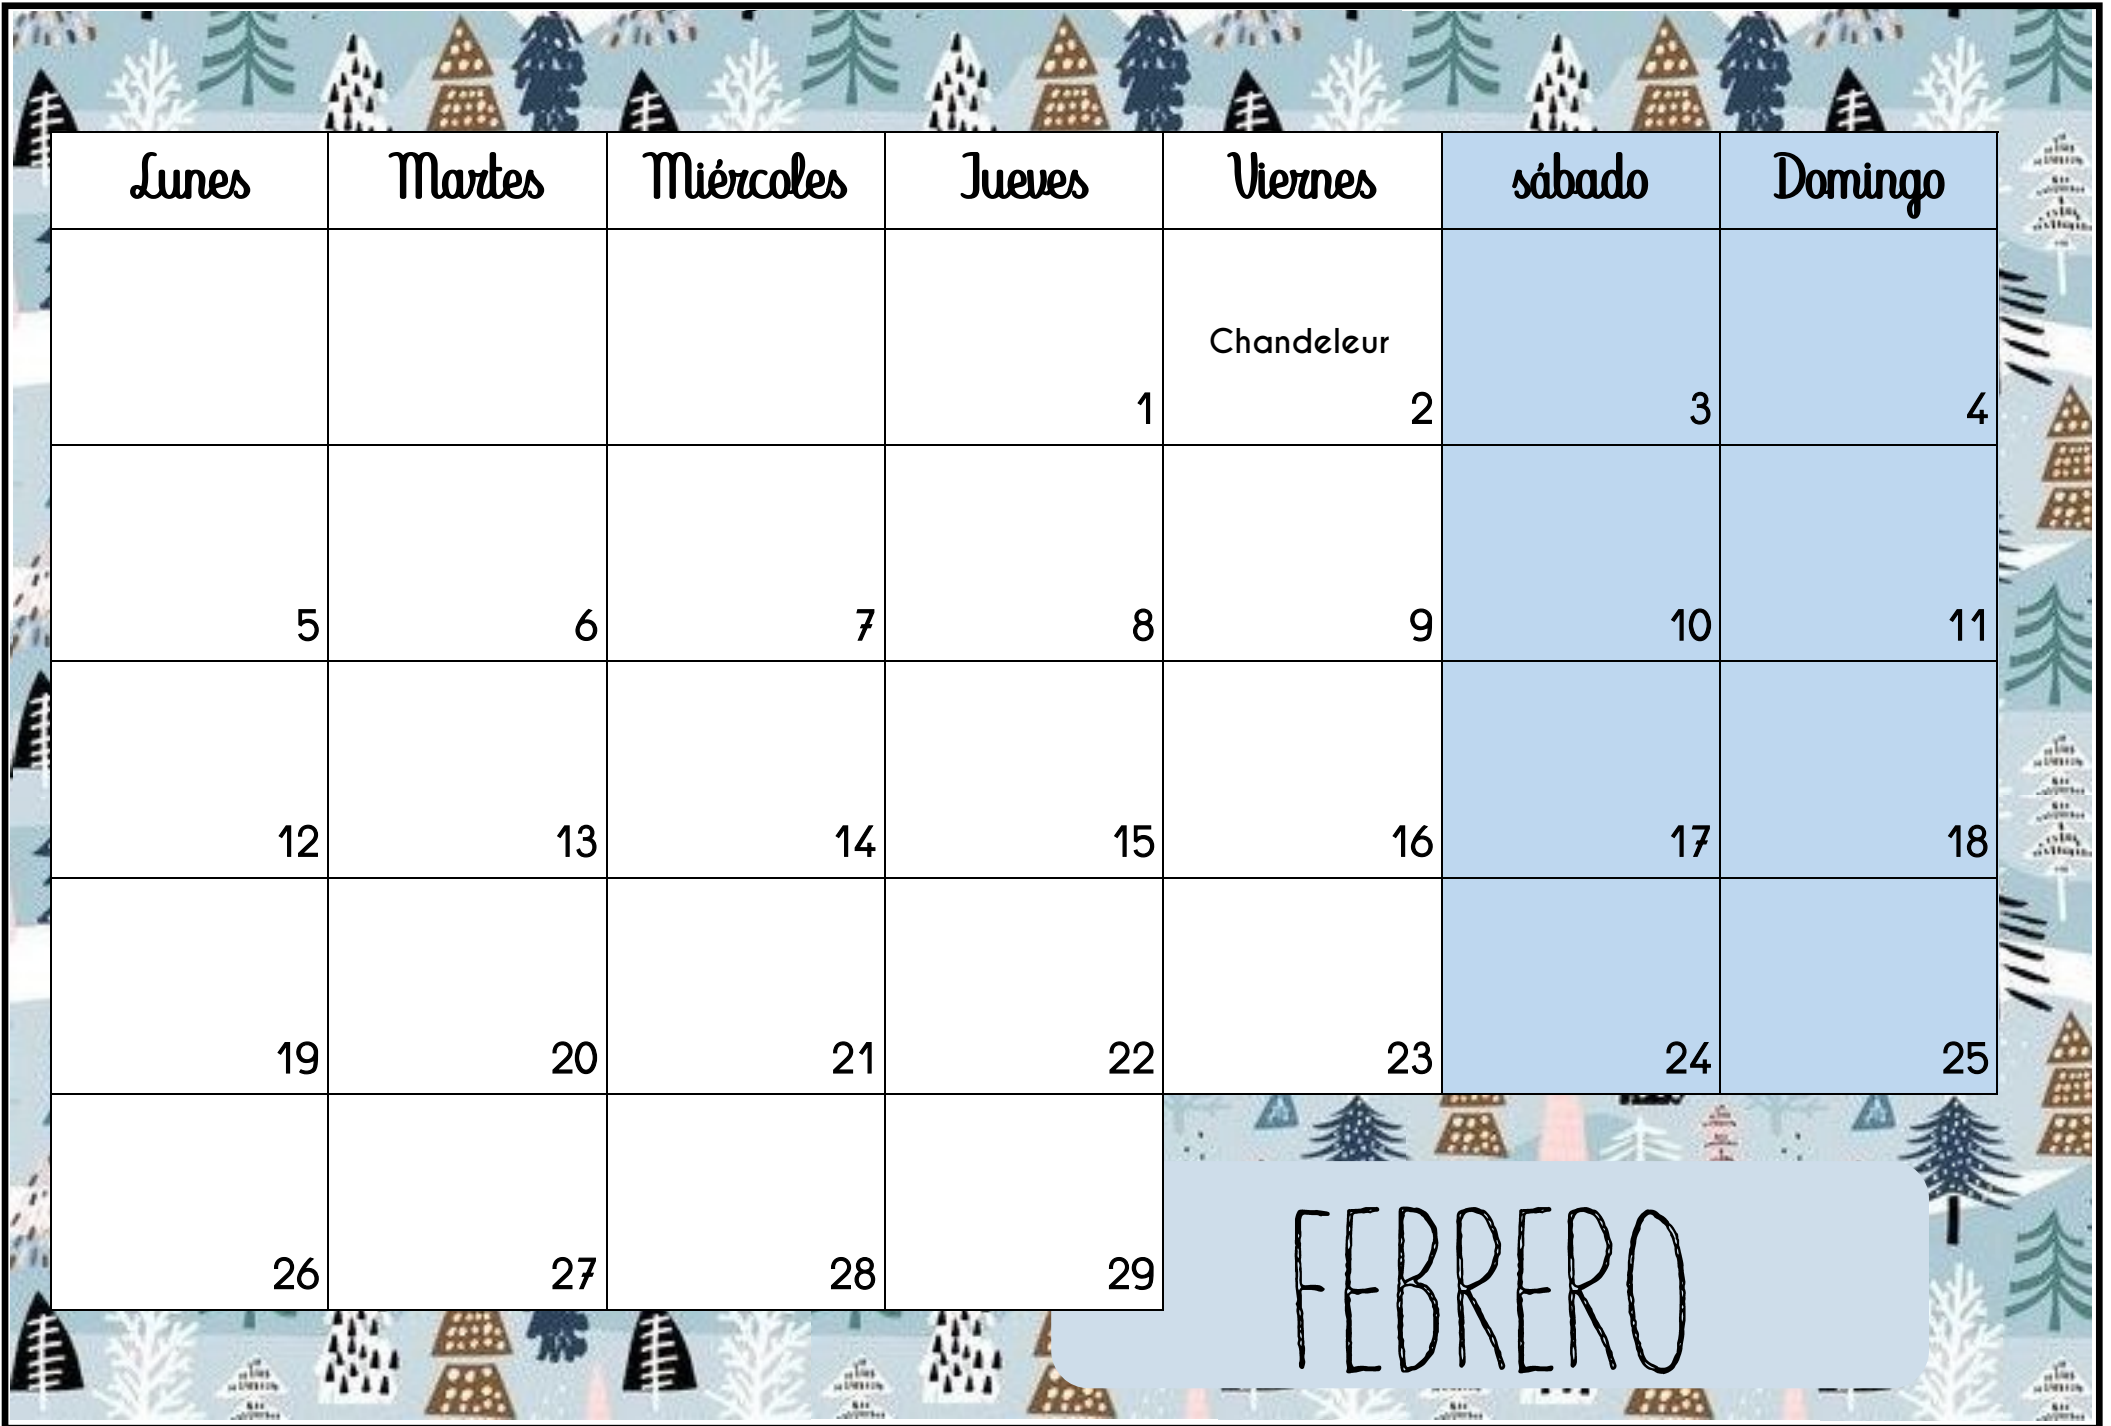 Lunes Martes Miércoles Jueves Viernes sábado Domingo
Chandeleur
1 2 3 4
5 6 7 8 9 10 11
12 13 14 15 16 17 18
19 20 21 22 23 24 25
26 27 28 29
FEBRERO